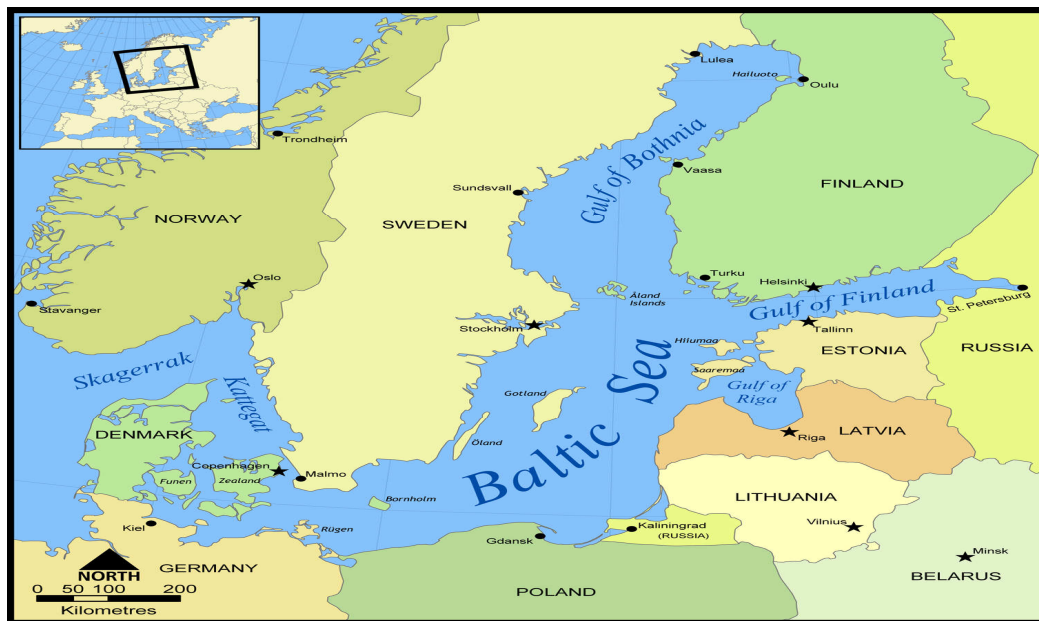 Lulea
Hailuoto
Oulu
Trondheim
Gulf of Bothnia
Vaasa
Sundsvall
FINLAND
NORWAY
SWEDEN
Oslo
Turku
Helsinki
Stavanger
Åland
Islands
Gulf of Finland
St. Petersburg
Stockholm
Tallinn
Hiiumaa
ESTONIA
RUSSIA
Skagerrak
Saaremaa
Kattegat
Gotland
Baltic Sea
Gulf of
Riga
DENMARK
Öland
Riga
LATVIA
Copenhagen
Malmo
Funen
Zealand
Bornholm
LITHUANIA
Kiel
Rügen
Gdansk
Kaliningrad
(RUSSIA)
Vilnius
Minsk
NORTH
GERMANY
BELARUS
0 50 100 200
Kilometres
POLAND